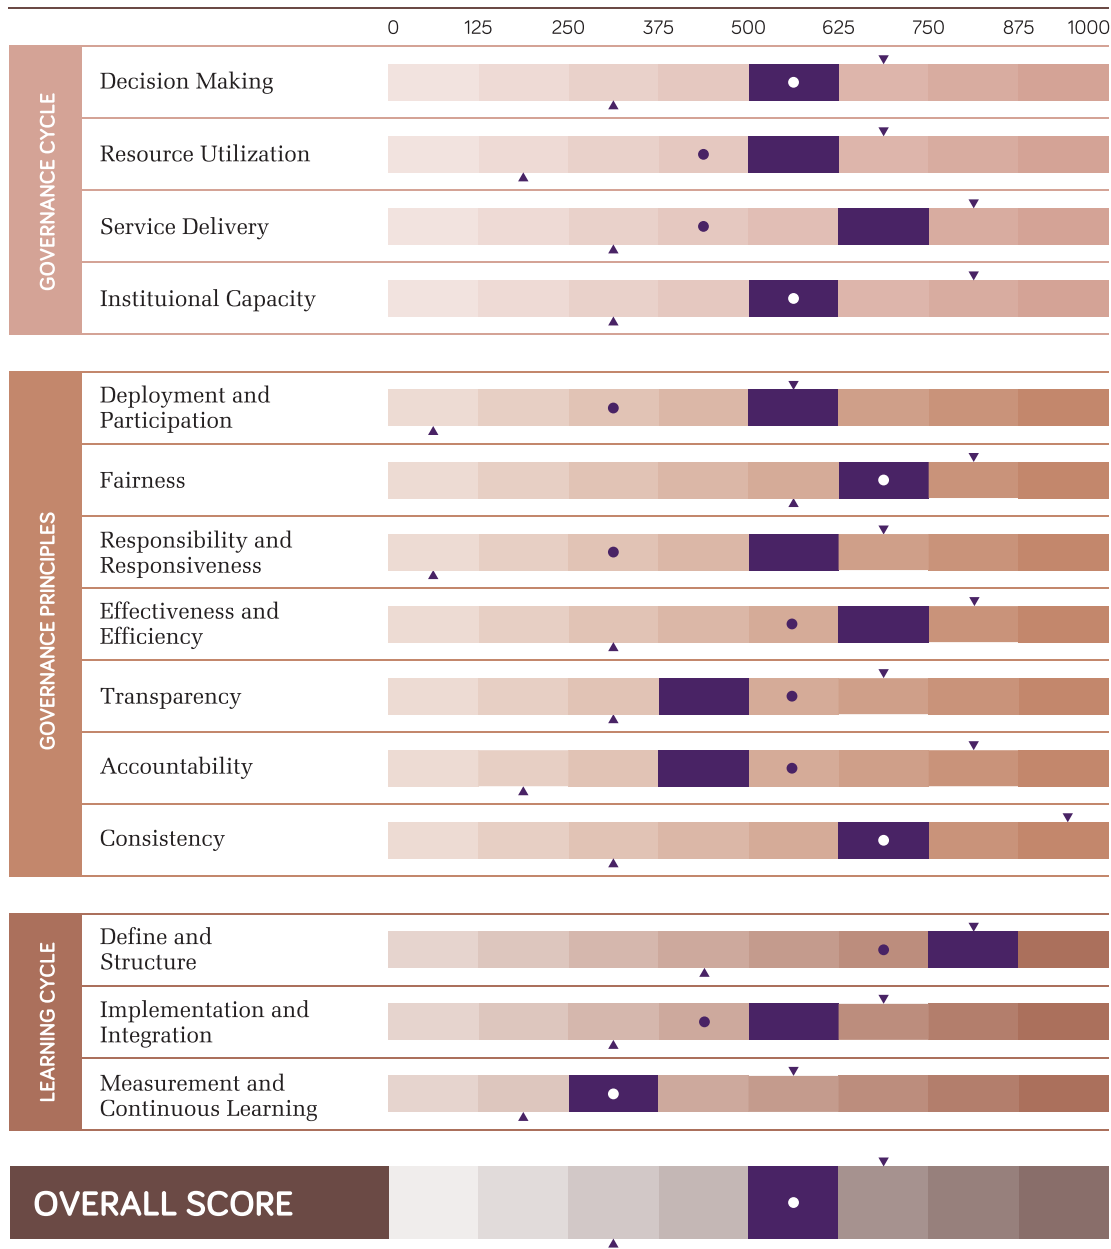 0 125 250 375 500 625 750 875 1000
GOVERNANCE CYCLE
Decision Making
Resource Utilization
Service Delivery
Instituional Capacity
GOVERNANCE PRINCIPLES
Deployment and
Participation
Fairness
Responsibility and
Responsiveness
Effectiveness and
Efficiency
Transparency
Accountability
Consistency
LEARNING CYCLE
Define and
Structure
Implementation and
Integration
Measurement and
Continuous Learning
OVERALL SCORE